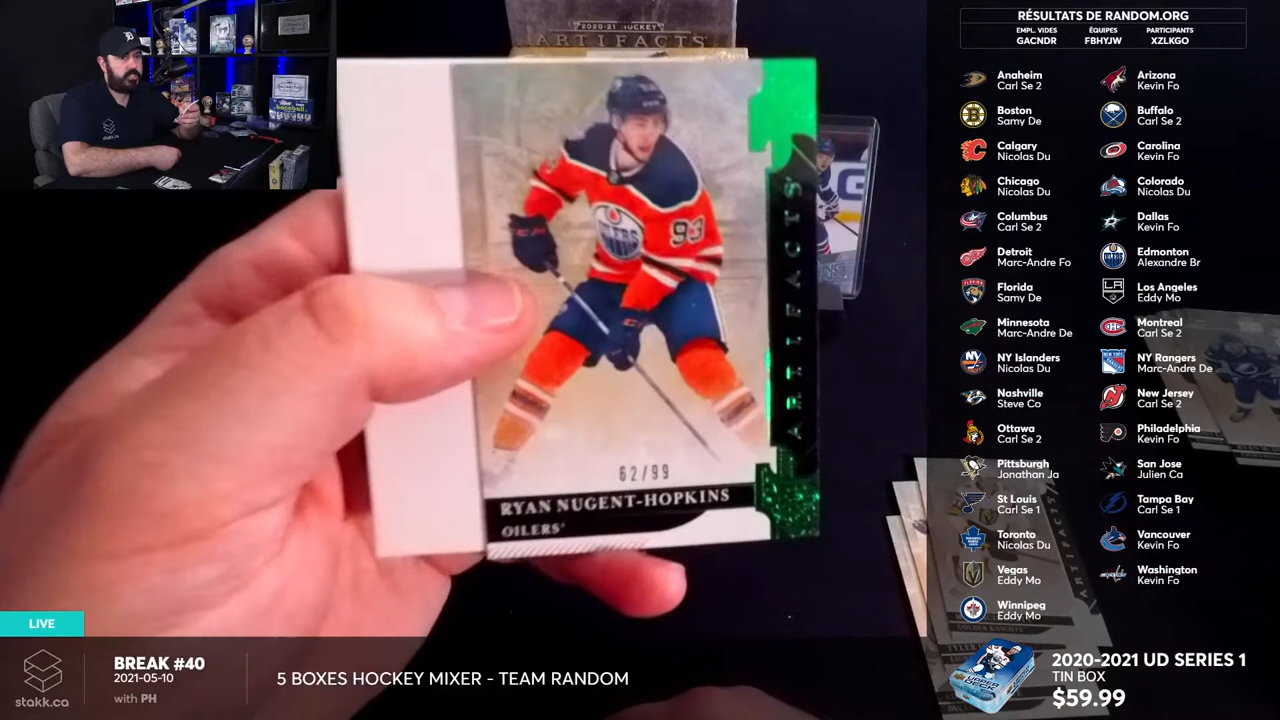 2020-21 HOCKEY
ARTIFACTS
93
OILERS
CCM
ARTIFACTS
62/99
RYAN NUGENT-HOPKINS
OILERS
RÉSULTATS DE RANDOM.ORG
EMPL. VIDES
GACNDR
ÉQUIPES
FBHYJW
PARTICIPANTS
XZLKGO
Anaheim
Carl Se 2
Arizona
Kevin Fo
Boston
Samy De
Buffalo
Carl Se 2
Calgary
Nicolas Du
Carolina
Kevin Fo
Chicago
Nicolas Du
Colorado
Nicolas Du
Columbus
Carl Se 2
Dallas
Kevin Fo
Detroit
Marc-Andre Fo
Edmonton
Alexandre Br
Florida
Samy De
Los Angeles
Eddy Mo
Minnesota
Marc-Andre De
Montreal
Carl Se 2
NY Islanders
Nicolas Du
NY Rangers
Marc-Andre De
Nashville
Steve Co
New Jersey
Carl Se 2
Ottawa
Carl Se 2
Philadelphia
Kevin Fo
Pittsburgh
Jonathan Ja
San Jose
Julien Ca
St Louis
Carl Se 1
Tampa Bay
Carl Se 1
Toronto
Nicolas Du
Vancouver
Kevin Fo
Vegas
Eddy Mo
Washington
Kevin Fo
Winnipeg
Eddy Mo
ARTIFACTS
GOLDEN KNIGHTS
LIVE
stakk.ca
BREAK #40
2021-05-10
with PH
5 BOXES HOCKEY MIXER - TEAM RANDOM
2020-2021 UD SERIES 1
TIN BOX
$59.99